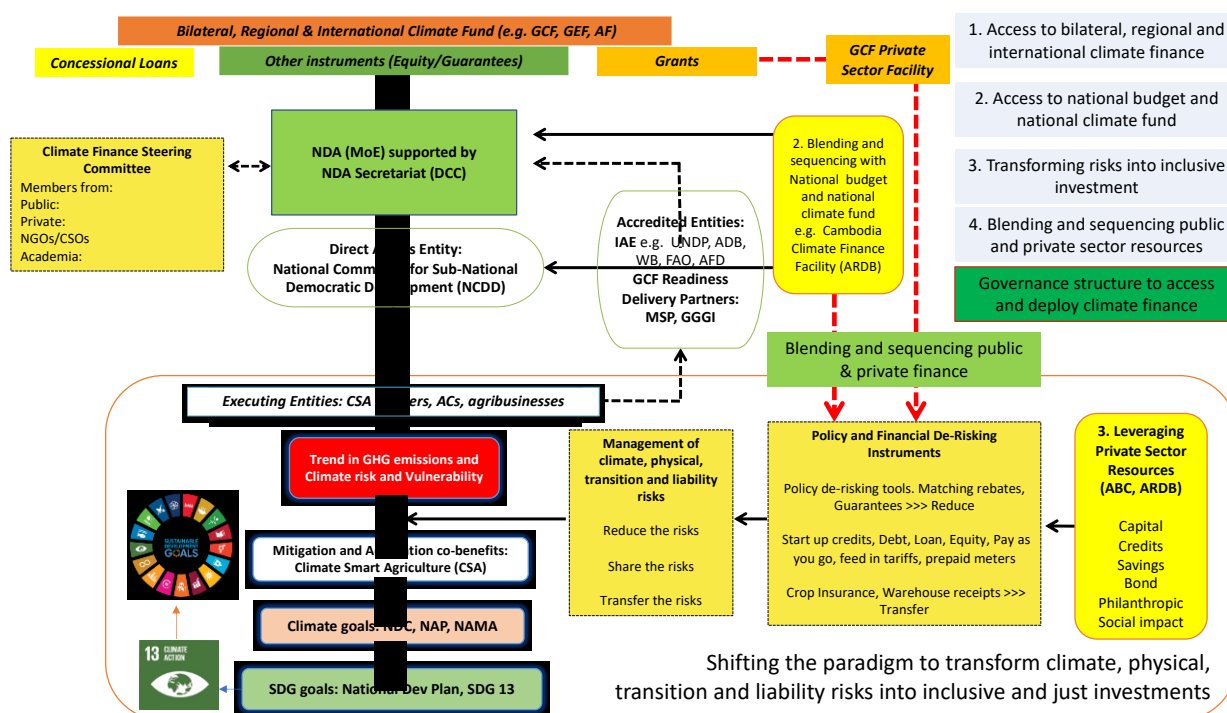 Bilateral, Regional & International Climate Fund (e.g. GCF, GEF, AF)
Concessional Loans
Other instruments (Equity/Guarantees)
Grants
GCF Private
Sector Facility
1. Access to bilateral, regional and
international climate finance
2. Access to national budget and
national climate fund
3. Transforming risks into inclusive
investment
4. Blending and sequencing public
and private sector resources
Governance structure to access
and deploy climate finance
Climate Finance Steering
Committee
Members from:
Public:
Private:
NGOs/CSOs
Academia:
NDA (MoE) supported by
NDA Secretariat (DCC)
2. Blending and
sequencing with
National budget
and national
climate fund
e.g. Cambodia
Climate Finance
Facility (ARDB)
Direct Entity:
National for Sub-National
Democratic (NCDD)
Accredited Entities:
IAE e.g. UNDP, ADB,
WB, FAO, AFD
GCF Readiness
Delivery Partners:
MSP, GGGI
Blending and sequencing public
& private finance
Executing Entities: CSA ACs, agribusinesses
Trend in GHG emissions and
Climate risk and Vulnerability
Management of
climate, physical,
transition and liability
risks
Reduce the risks
Share the risks
Transfer the risks
Policy and Financial De-Risking
Instruments
Policy de-risking tools. Matching rebates,
Guarantees >>> Reduce
Start up credits, Debt, Loan, Equity, Pay as
you go, feed in tariffs, prepaid meters
Crop Insurance, Warehouse receipts >>>
Transfer
3. Leveraging
Private Sector
Resources
(ABC, ARDB)
Capital
Credits
Savings
Bond
Philanthropic
Social impact
SUSTAINABLE
DEVELOPMENT
GOALS
Mitigation and co-benefits:
Climate Smart Agriculture (CSA)
Climate goals: NDC, NAP, NAMA
13 CLIMATE
ACTION
SDG goals: National Dev Plan, SDG 13
Shifting the paradigm to transform climate, physical,
transition and liability risks into inclusive and just investments